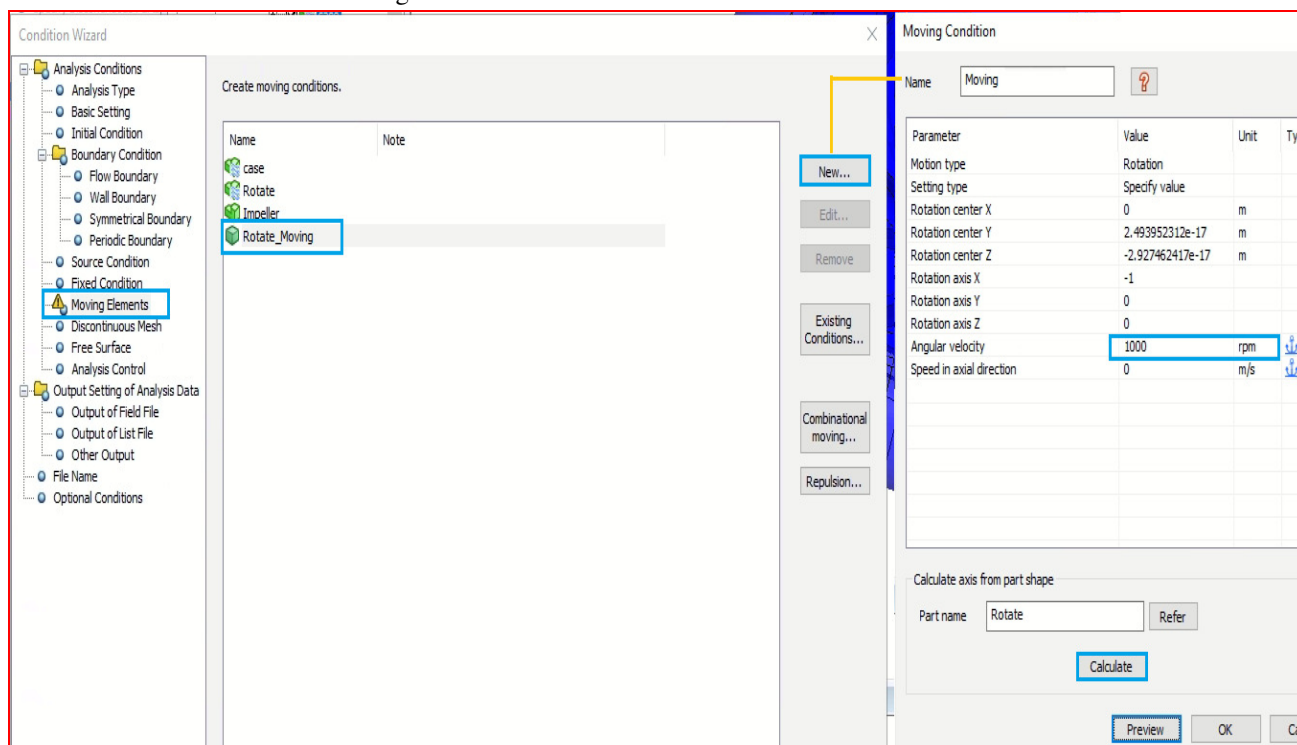 Condition Wizard
X
Analysis Conditions
Analysis Type
Basic Setting
Initial Condition
Boundary Condition
Flow Boundary
Wall Boundary
Symmetrical Boundary
Periodic Boundary
Source Condition
Fixed Condition
Moving Elements
Discontinuous Mesh
Free Surface
Analysis Control
Output Setting of Analysis Data
Output of Field File
Output of List File
Other Output
File Name
Optional Conditions
Create moving conditions.
Name Note
case
Rotate
Impeller
Rotate_Moving
New...
Edit...
Remove
Existing
Conditions...
Combinational
moving...
Repulsion...
Moving Condition
Name Moving ?
Parameter Value Unit Ty
Motion type Rotation
Setting type Specify value
Rotation center X 0 m
Rotation center Y 2.493952312e-17 m
Rotation center Z -2.927462417e-17 m
Rotation axis X -1
Rotation axis Y 0
Rotation axis Z 0
Angular velocity 1000 rpm
Speed in axial direction 0 m/s
Calculate axis from part shape
Part name Rotate Refer
Calculate
Preview OK Ca